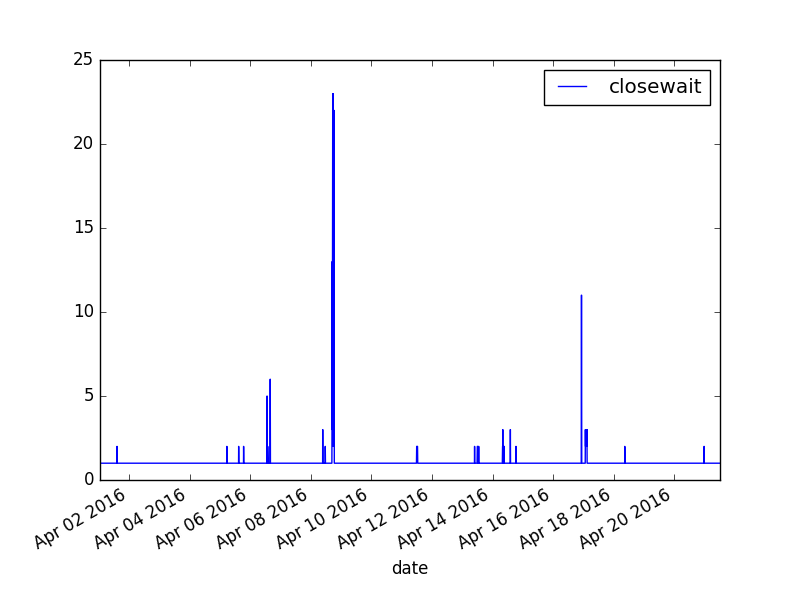 25
closewait
20
15
10
5
0
Apr 02 2016
Apr 04 2016
Apr 06 2016
Apr 08 2016
Apr 10 2016
Apr 12 2016
Apr 14 2016
Apr 16 2016
Apr 18 2016
Apr 20 2016
date